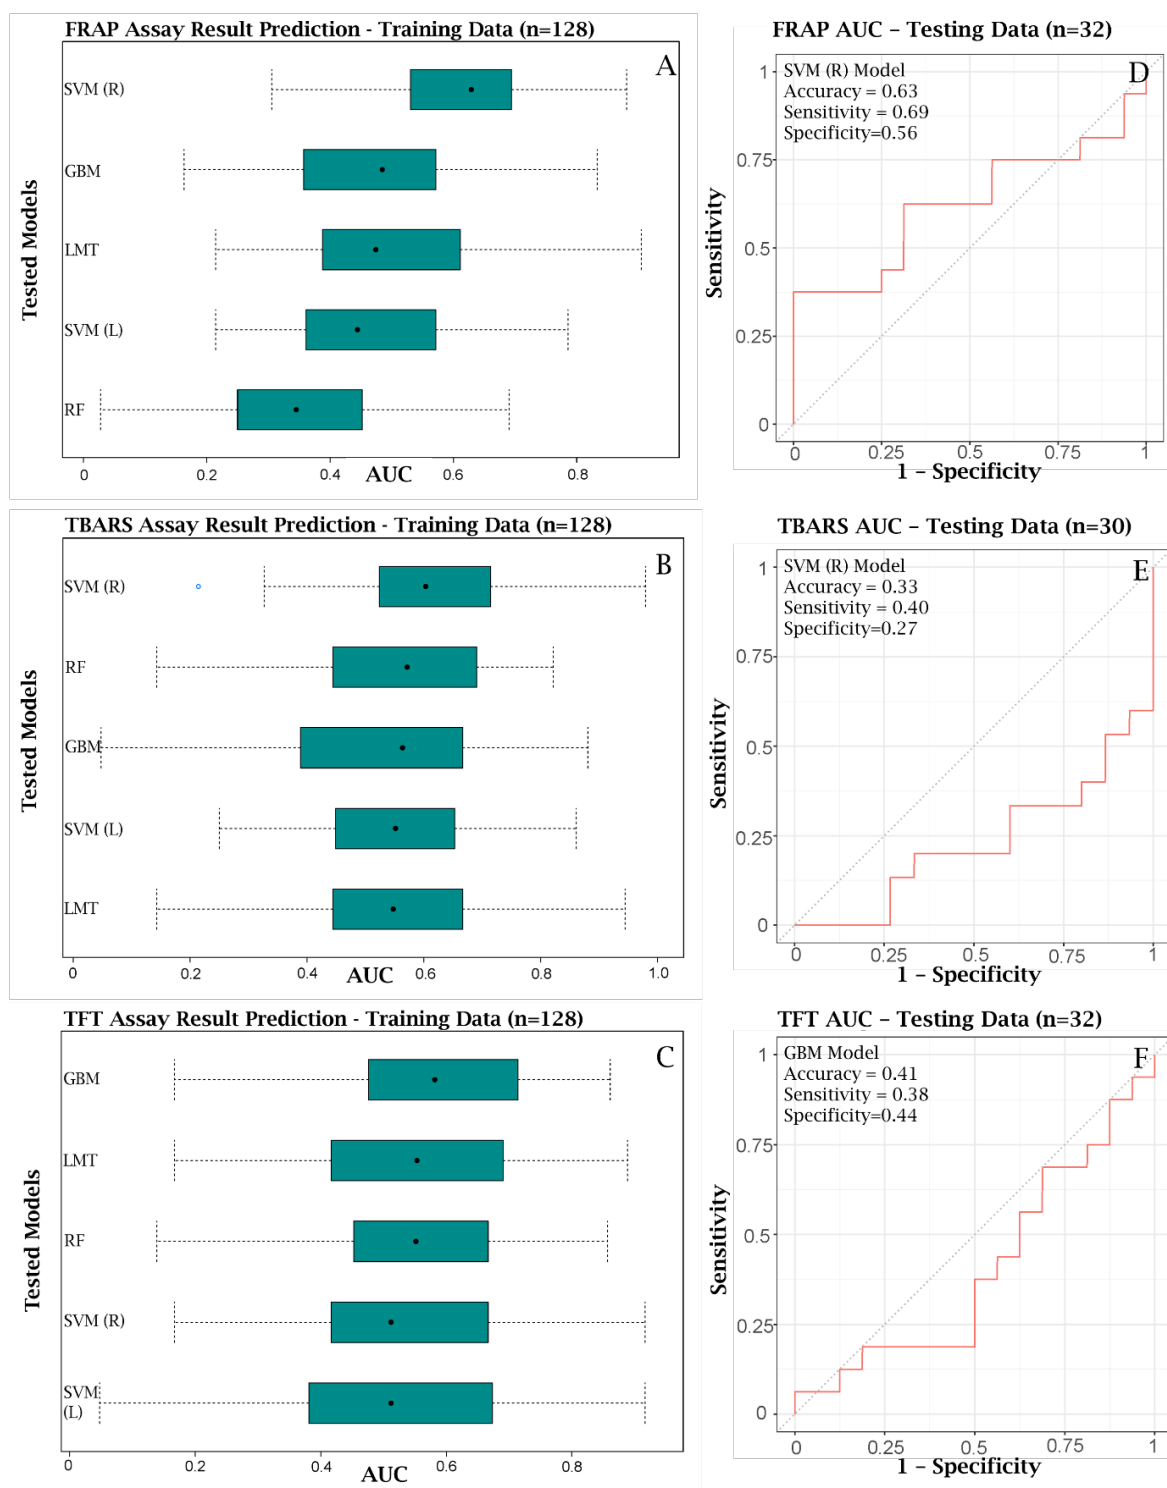 FRAP Assay Result Prediction - Training Data (n=128)
A
Tested Models
SVM (R)
GBM
LMT
SVM (L)
RF
0 0.2 0.4 0.6 0.8
AUC
FRAP AUC – Testing Data (n=32)
D
SVM (R) Model
Accuracy = 0.63
Sensitivity = 0.69
Specificity=0.56
Sensitivity
1
0.75
0.5
0.25
0
0 0.25 0.5 0.75 1
1 – Specificity
TBARS Assay Result Prediction - Training Data (n=128)
B
Tested Models
SVM (R)
RF
GBM
SVM (L)
LMT
0 0.2 0.4 0.6 0.8 1.0
AUC
TBARS AUC – Testing Data (n=30)
E
SVM (R) Model
Accuracy = 0.33
Sensitivity = 0.40
Specificity=0.27
Sensitivity
1
0.75
0.5
0.25
0
0 0.25 0.5 0.75 1
1 – Specificity
TFT Assay Result Prediction - Training Data (n=128)
C
Tested Models
GBM
LMT
RF
SVM (R)
SVM
(L)
0 0.2 0.4 0.6 0.8
AUC
TFT AUC – Testing Data (n=32)
F
GBM Model
Accuracy = 0.41
Sensitivity = 0.38
Specificity=0.44
Sensitivity
1
0.75
0.5
0.25
0
0 0.25 0.5 0.75 1
1 – Specificity